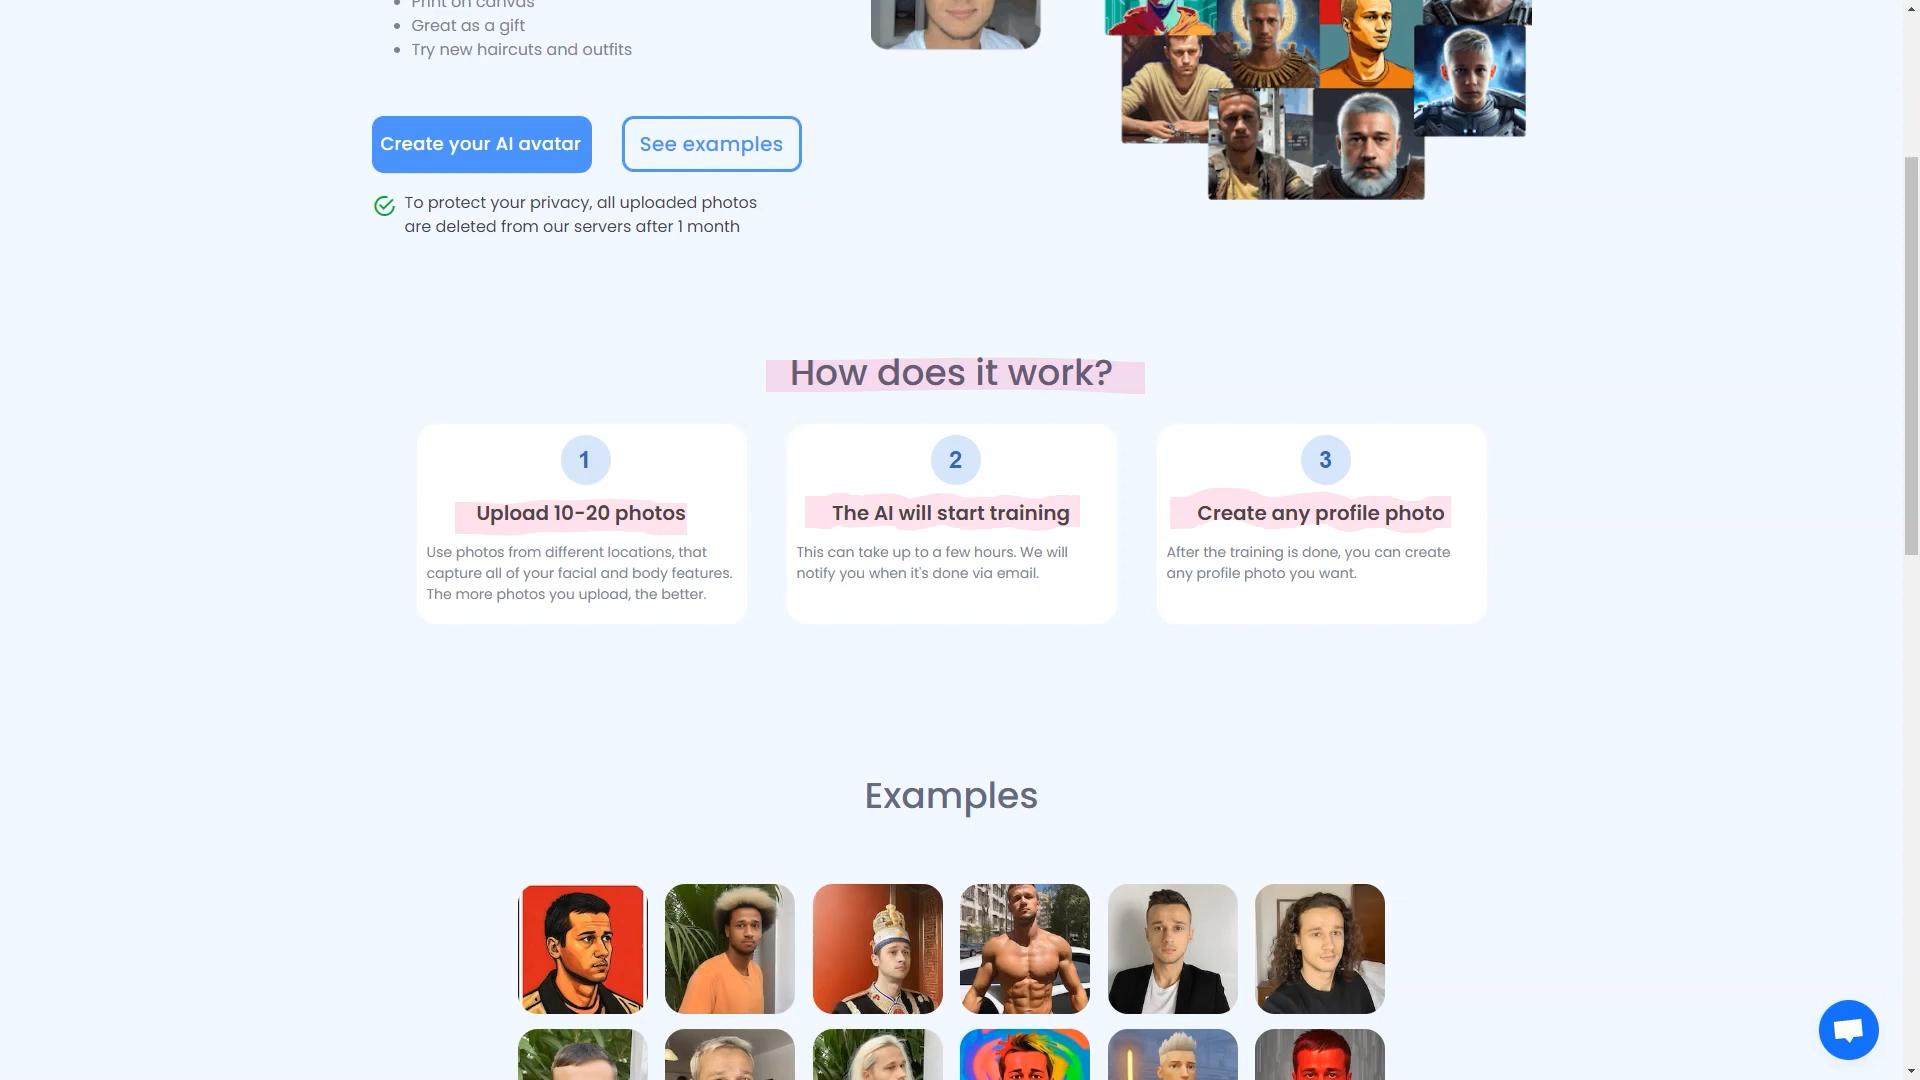 Print on canvas
Great as a gift
Try new haircuts and outfits
Create your AI avatar
See examples
To protect your privacy, all uploaded photos
are deleted from our servers after 1 month
How does it work?
1
Upload 10-20 photos
Use photos from different locations, that
capture all of your facial and body features.
The more photos you upload, the better.
2
The AI will start training
This can take up to a few hours. We will
notify you when it's done via email.
3
Create any profile photo
After the training is done, you can create
any profile photo you want.
Examples